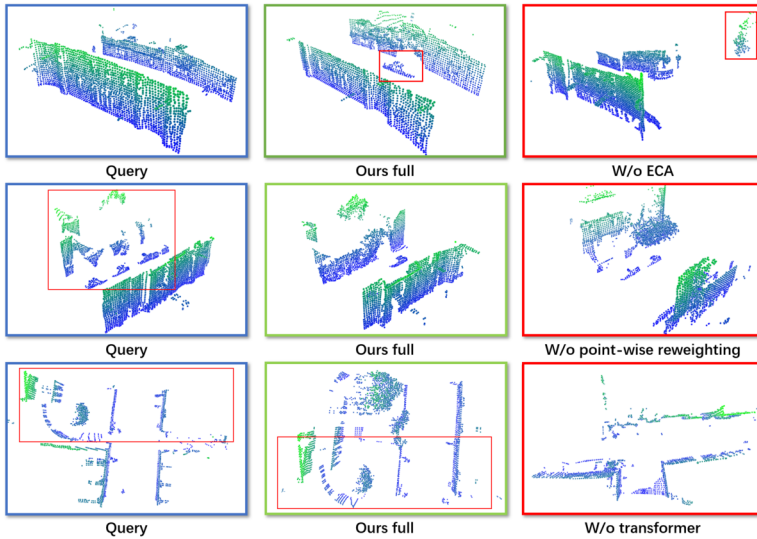 Query
Ours full
W/o ECA
Query
Ours full
W/o point-wise reweighting
Query
Ours full
W/o transformer